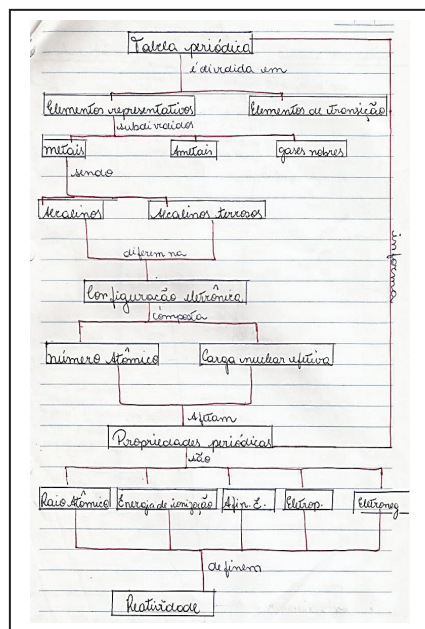 Tabela periódica
é dividida em
Elementos representativos Elementos de transição
subdivididos
metais Ametais gases nobres
sendo
Alcalinos Alcalinos terrosos
diferem na
informa
Configuração eletrônica
composta
número Atômico Carga nuclear efetiva
Afetam
Propriedades periódicas
são
Raio Atômico Energia de ionização Afin. E. Eletrop. Eletroneg
definem
Reatividade